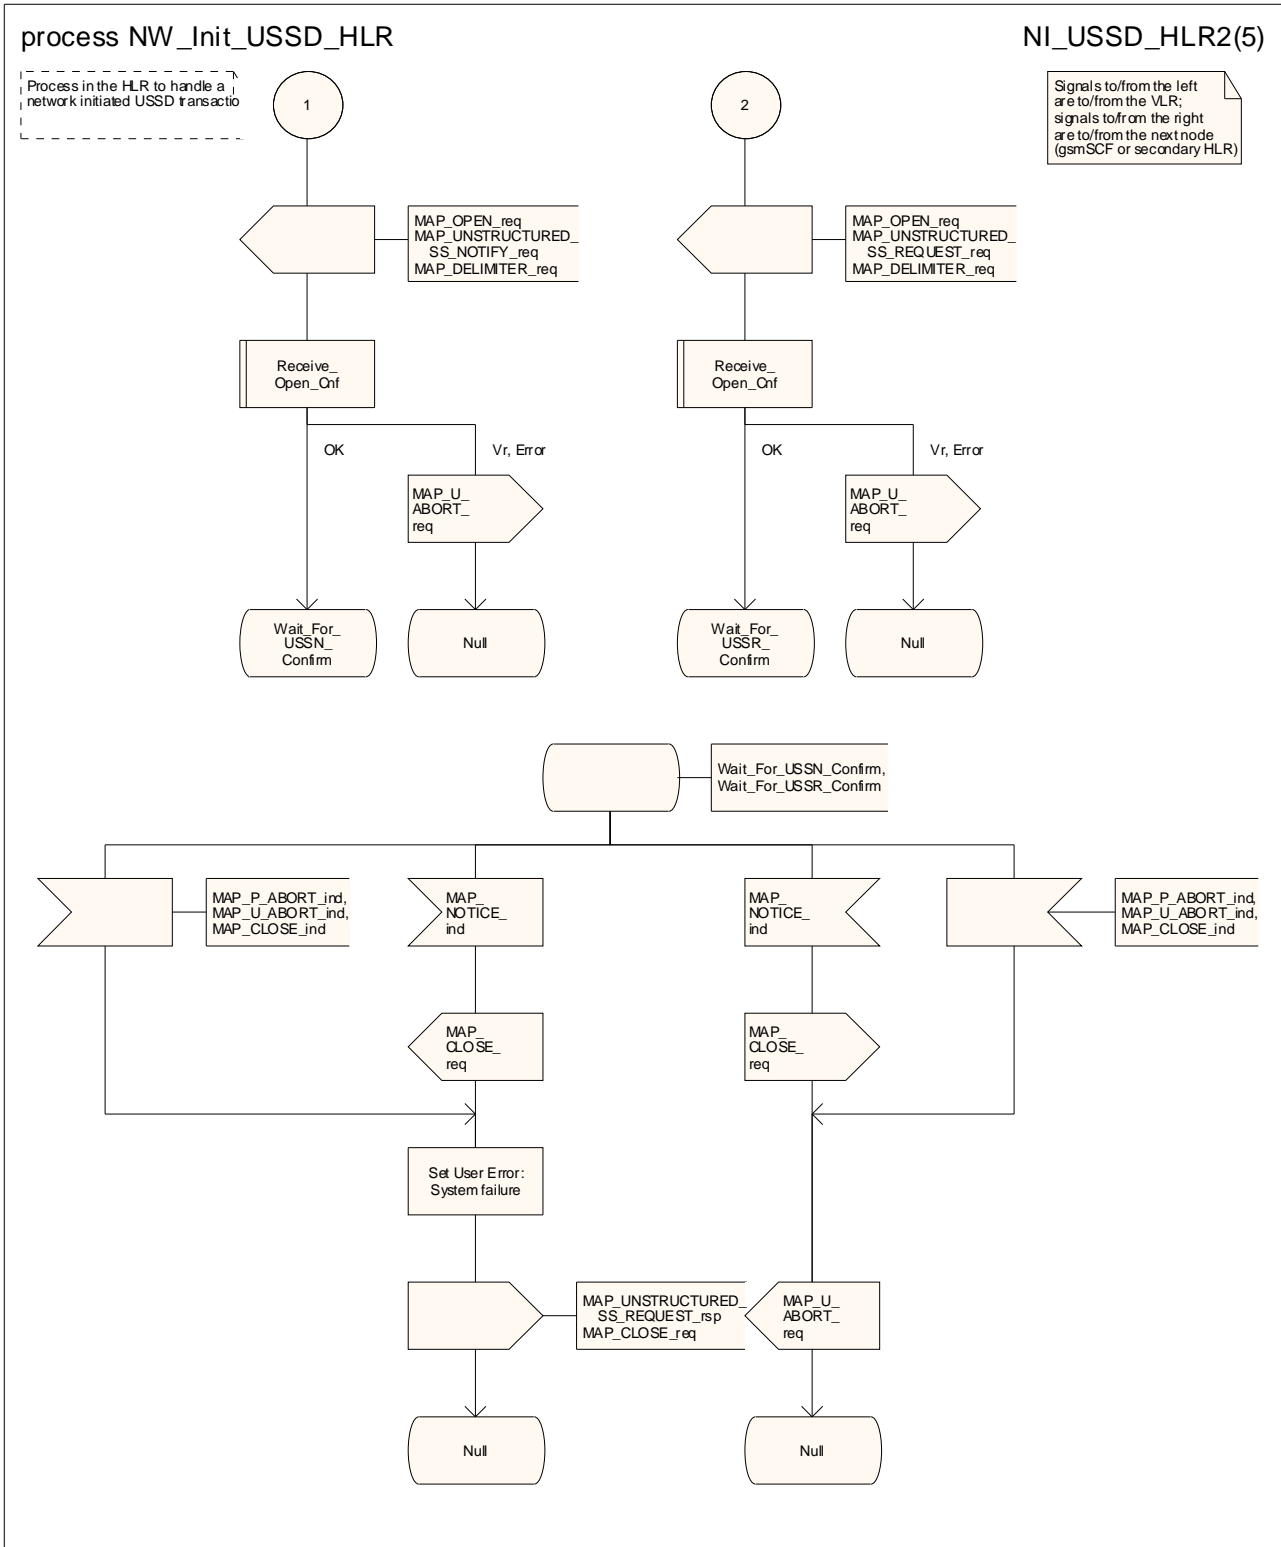 process NW_Init_USSD_HLR
NI_USSD_HLR2(5)
Process in the HLR to handle a
network initiated USSD transactio
1
2
Signals to/from the left
are to/from the VLR;
signals to/from the right
are to/from the next node
(gsmSCF or secondary HLR)
MAP_OPEN_req
MAP_UNSTRUCTURED_
SS_NOTIFY_req
MAP_DELIMITER_req
MAP_OPEN_req
MAP_UNSTRUCTURED_
SS_REQUEST_req
MAP_DELIMITER_req
Receive_
Open_Cnf
Receive_
Open_Cnf
OK
Vr, Error
OK
Vr, Error
MAP_U_
ABORT_
req
MAP_U_
ABORT_
req
Wait_For_
USSN_
Confirm
Null
Wait_For_
USSR_
Confirm
Null
Wait_For_USSN_Confirm,
Wait_For_USSR_Confirm
MAP_P_ABORT_ind,
MAP_U_ABORT_ind,
MAP_CLOSE_ind
MAP_
NOTICE_
ind
MAP_
NOTICE_
ind
MAP_P_ABORT_ind,
MAP_U_ABORT_ind,
MAP_CLOSE_ind
MAP_
CLOSE_
req
MAP_
CLOSE_
req
Set User Error:
System failure
MAP_UNSTRUCTURED_
SS_REQUEST_rsp
MAP_CLOSE_req
MAP_U_
ABORT_
req
Null
Null